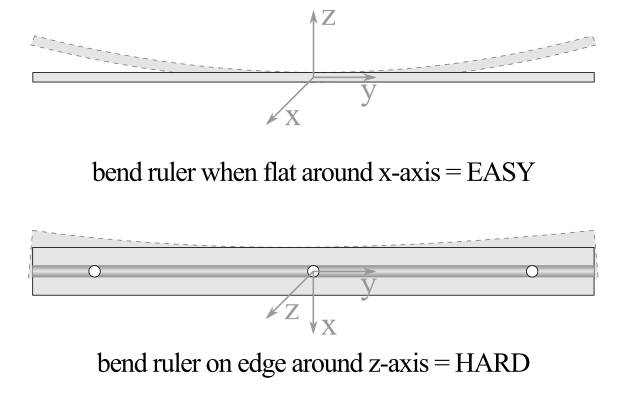 z
y
x
bend ruler when flat around x-axis = EASY
y
z
x
bend ruler on edge around z-axis = HARD